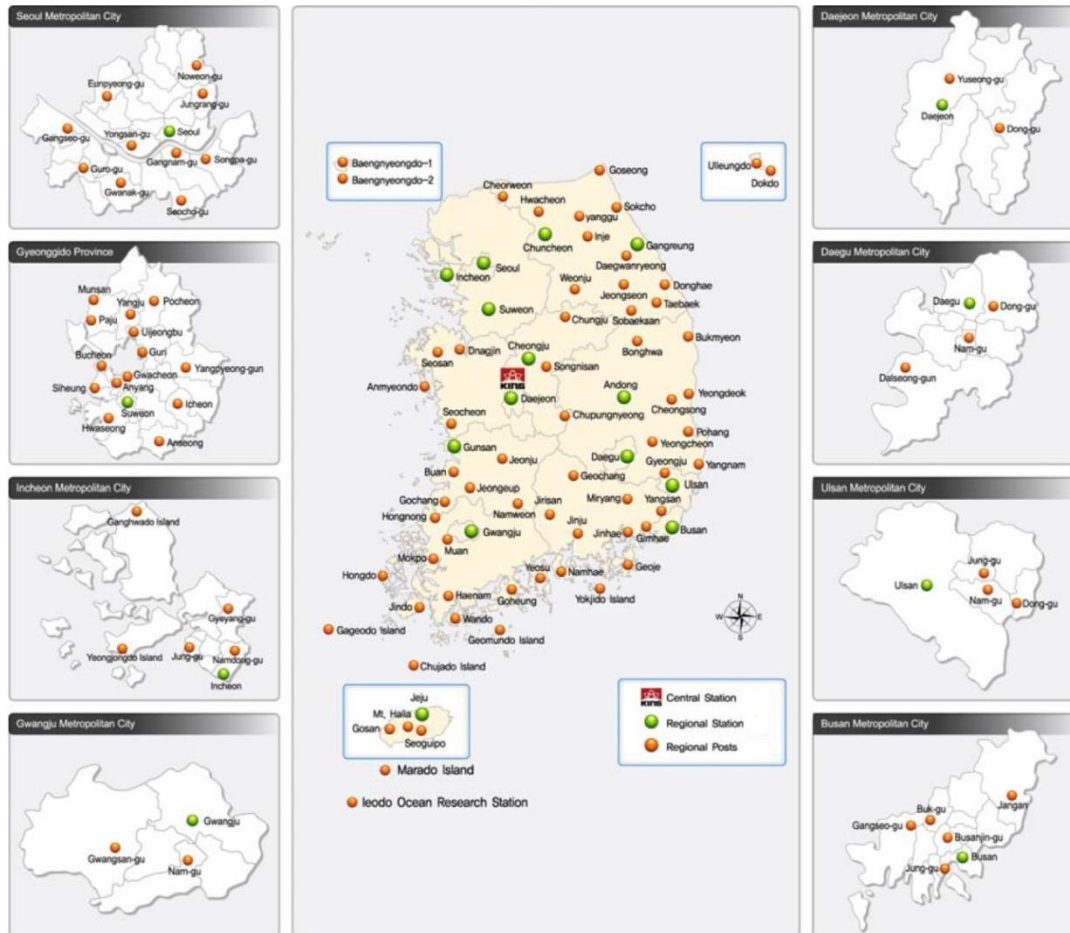 Seoul Metropolitan City
Noweon-gu
Eunpyeong-gu
Jungrang-gu
Gangseo-gu
Yongsan-gu
Seoul
Guro-gu
Gangnam-gu
Songpa-gu
Gwanak-gu
Seocho-gu
Gyeonggido Province
Munsan
Yangju
Pocheon
Paju
Uijeongbu
Bucheon
Guri
Gwacheon
Yangpyeong-gun
Siheung
Anyang
Suweon
Icheon
Hwaseong
Anseong
Incheon Metropolitan City
Ganghwado Island
Gyeyang-gu
Yeongjongdo Island
Jung-gu
Namdong-gu
Incheon
Gwangju Metropolitan City
Gwangju
Gwangsan-gu
Nam-gu
Baengnyeongdo-1
Baengnyeongdo-2
Ulleungdo
Dokdo
Goseong
Cheorweon
Hwacheon
Sokcho
yanggu
Chuncheon
Inje
Gangreung
Seoul
Daegwanryeong
Incheon
Weonju
Jeongseon
Donghae
Taebaek
Suweon
Chungju
Sobaeksan
Bukmyeon
Cheongju
Bonghwa
Seosan
Dnagjin
Songnisan
Anmyeondo
KING
Daejeon
Andong
Yeongdeok
Cheongsong
Seocheon
Chupungnyeong
Pohang
Gunsan
Yeongcheon
Jeonju
Daegu
Gyeongju
Yangnam
Buan
Geochang
Ulsan
Jeongeup
Gochang
Namweon
Jirisan
Miryang
Yangsan
Hongnong
Gwangju
Jinju
Jinhae
Gimhae
Busan
Muan
Mokpo
Yeosu
Namhae
Geoje
Hongdo
Haenam
Goheung
Yokjido Island
Jindo
Wando
Gageodo Island
Geomundo Island
Chujado Island
N
W
E
S
Jeju
Mt, Halla
Gosan
Seoguipo
Marado Island
Ieodo Ocean Research Station
KING
Central Station
Regional Station
Regional Posts
Daejeon Metropolitan City
Yuseong-gu
Daejeon
Dong-gu
Daegu Metropolitan City
Daegu
Dong-gu
Nam-gu
Dalseong-gun
Ulsan Metropolitan City
Jung-gu
Ulsan
Nam-gu
Dong-gu
Busan Metropolitan City
Jangan
Buk-gu
Gangseo-gu
Busanjin-gu
Busan
Jung-gu